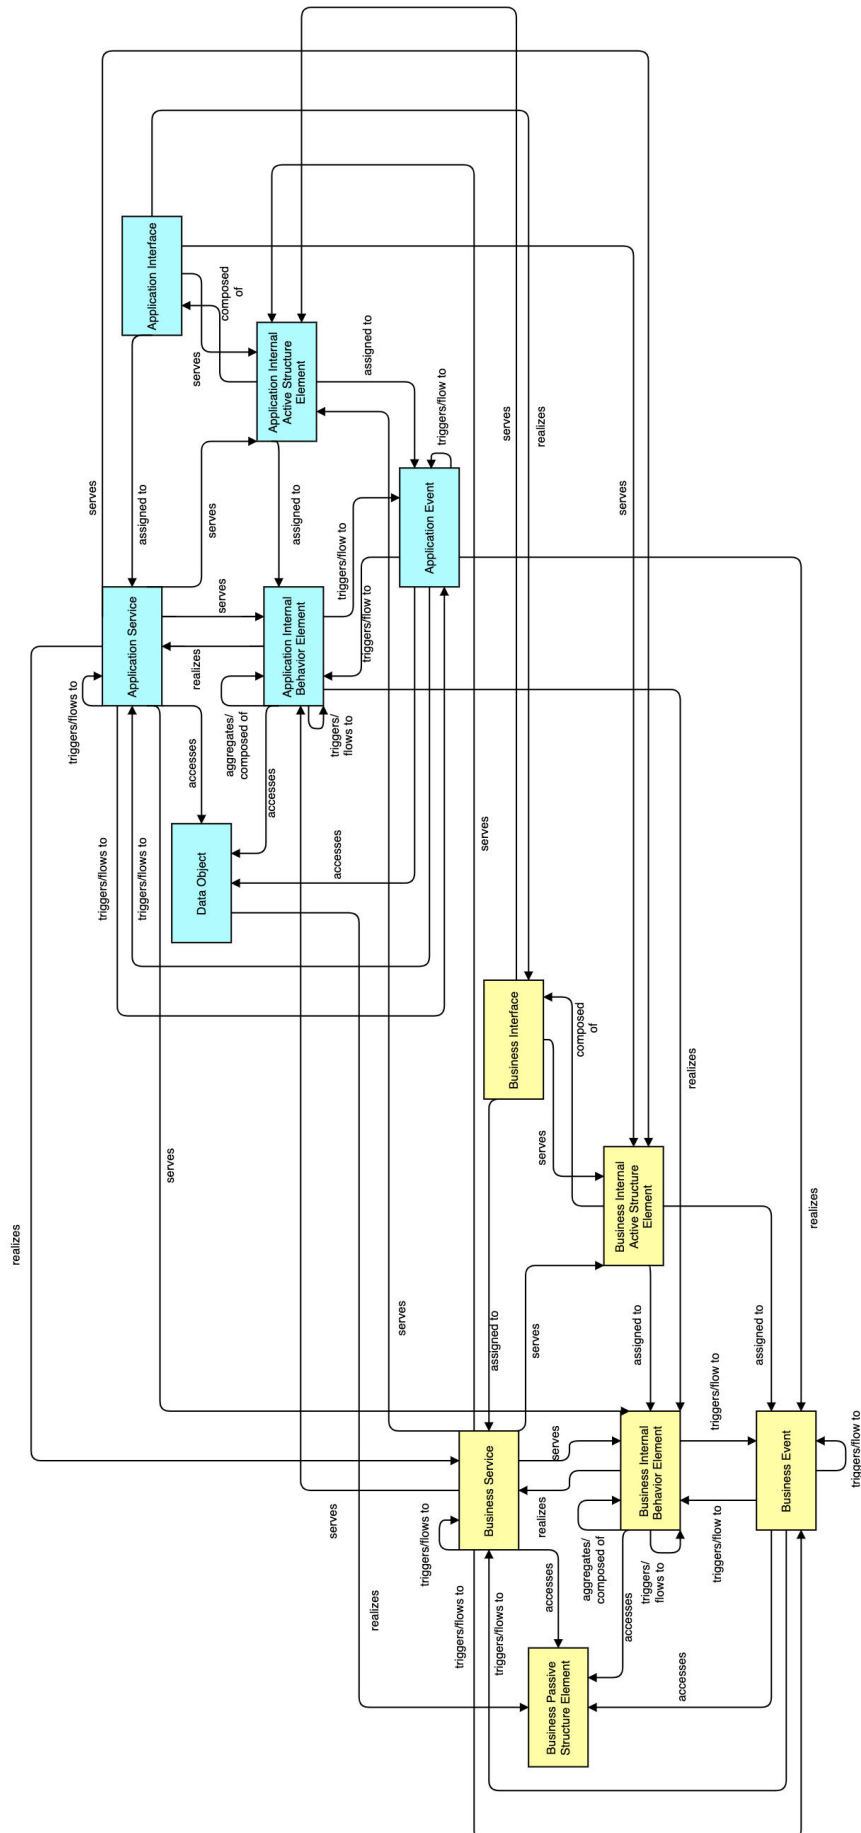 realizes
triggers/flows to
serves
triggers/flows to
Application Service
triggers/flows to
assigned to
Application Interface
serves
accesses
realizes
serves
Data Object
serves
serves
composed
of
aggregates/
composed of
accesses
Application Internal
Behavior Element
Application Internal
Active Structure
Element
assigned to
serves
accesses
triggers/
flows to
triggers/flow to
triggers/flow to
assigned to
realizes
serves
triggers/flows to
Application Event
triggers/flow to
triggers/flows to
Business Service
serves
assigned to
triggers/flows to
serves
Business Interface
serves
realizes
realizes
serves
accesses
serves
Business Passive
Structure Element
composed
of
aggregates/
composed of
accesses
Business Internal
Behavior Element
Business Internal
Active Structure
Element
serves
assigned to
triggers/
flows to
accesses
realizes
triggers/flow to
triggers/flow to
assigned to
Business Event
realizes
triggers/flow to